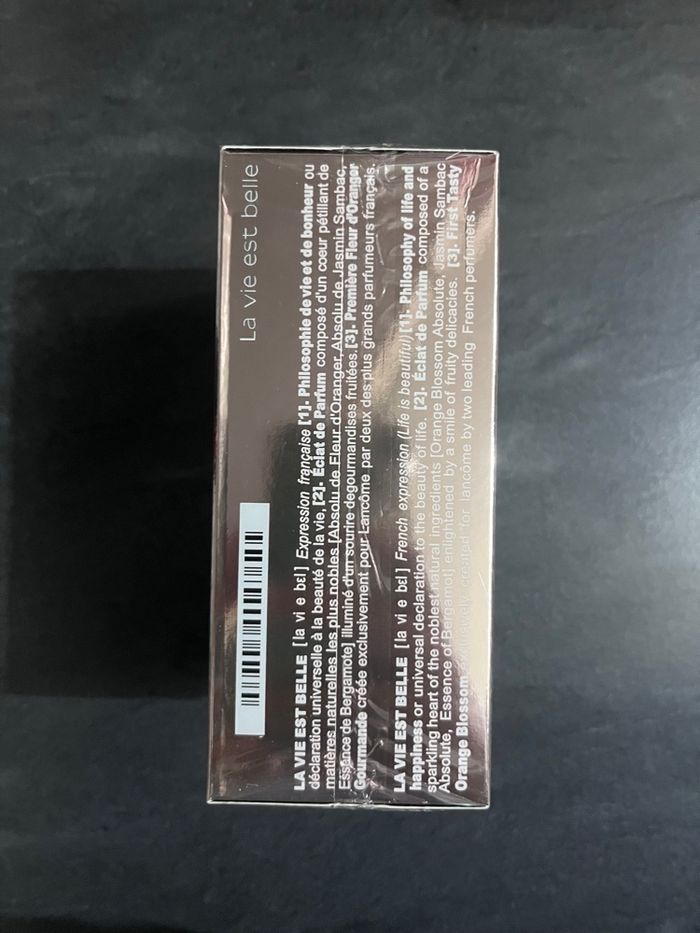 La vie est belle
LA VIE EST BELLE [la vi e bɛl] Expression française [1]- Philosophie de vie et de bonheur ou
déclaration universelle à la beauté de la vie. [2]- Éclat de Parfum composé d'un coeur pétillant de
matières naturelles les plus nobles [Absolu de Fleur d'Oranger, Absolu de Jasmin Sambac,
Essence de Bergamote] illuminé d'un sourire degourmandises fruitées. [3]- Première Fleur d'Oranger
Gourmande créée exclusivement pour Lancôme par deux des plus grands parfumeurs français.
LA VIE EST BELLE [la vi e bɛl] French expression (Life is beautiful) [1]- Philosophy of life and
happiness or universal declaration to the beauty of life. [2]- Éclat de Parfum composed of a
sparkling heart of the noblest natural ingredients [Orange Blossom Absolute, Jasmin Sambac
Absolute, Essence of Bergamot] enlightened by a smile of fruity delicacies. [3]. First Tasty
Orange Blossom exclusively created for lancôme by two leading French perfumers.